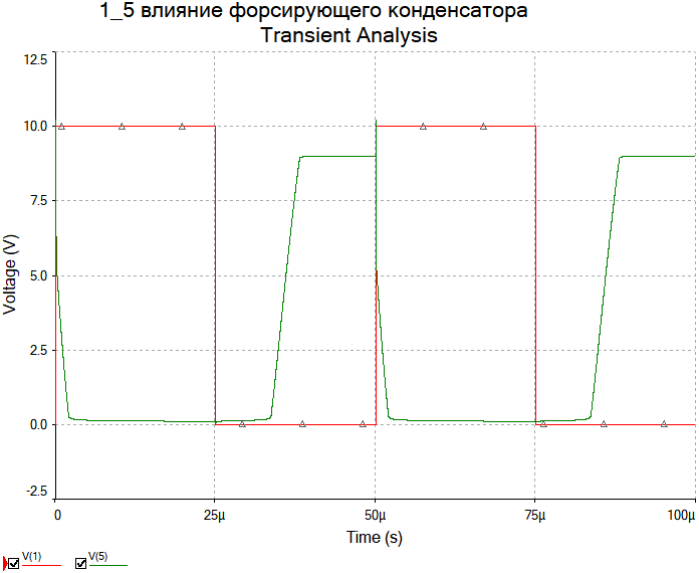 1_5 влияние форсирующего конденсатора
Transient Analysis
12.5
10.0
7.5
5.0
2.5
0.0
-2.5
Voltage (V)
0 25µ 50µ 75µ 100µ
Time (s)
V(1) V(5)